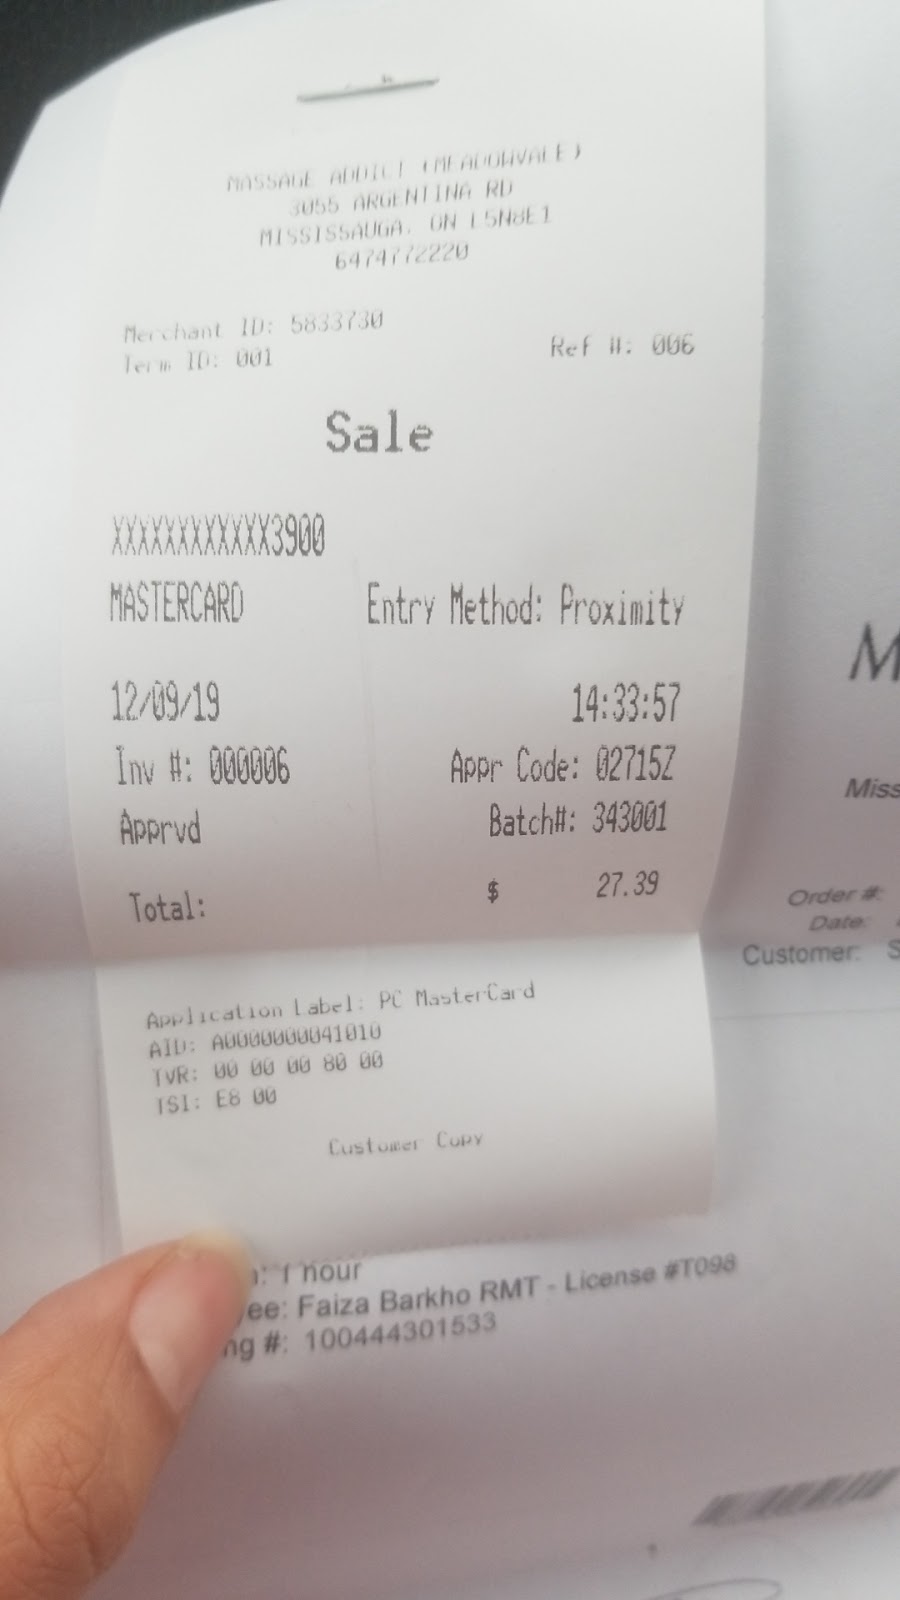 MASSAGE ADDICT (MEADOWVALE)
3055 ARGENTINA RD
MISSISSAUGA, ON L5N8E1
6474772220
Merchant ID: 5833730
Term ID: 001 Ref #: 006
Sale
XXXXXXXXXXXX3900
MASTERCARD Entry Method: Proximity
12/09/19 14:33:57
Inv #: 000006 Appr Code: 02715Z
Apprvd Batch#: 343001
Total: $ 27.39
Application Label: PC MasterCard
AID: A0000000041010
TVR: 00 00 00 80 00
TSI: E8 00
Customer Copy
M
Miss
Order #:
Date:
Customer: S
: 1 hour
ee: Faiza Barkho RMT - License #T098
ng #: 100444301533